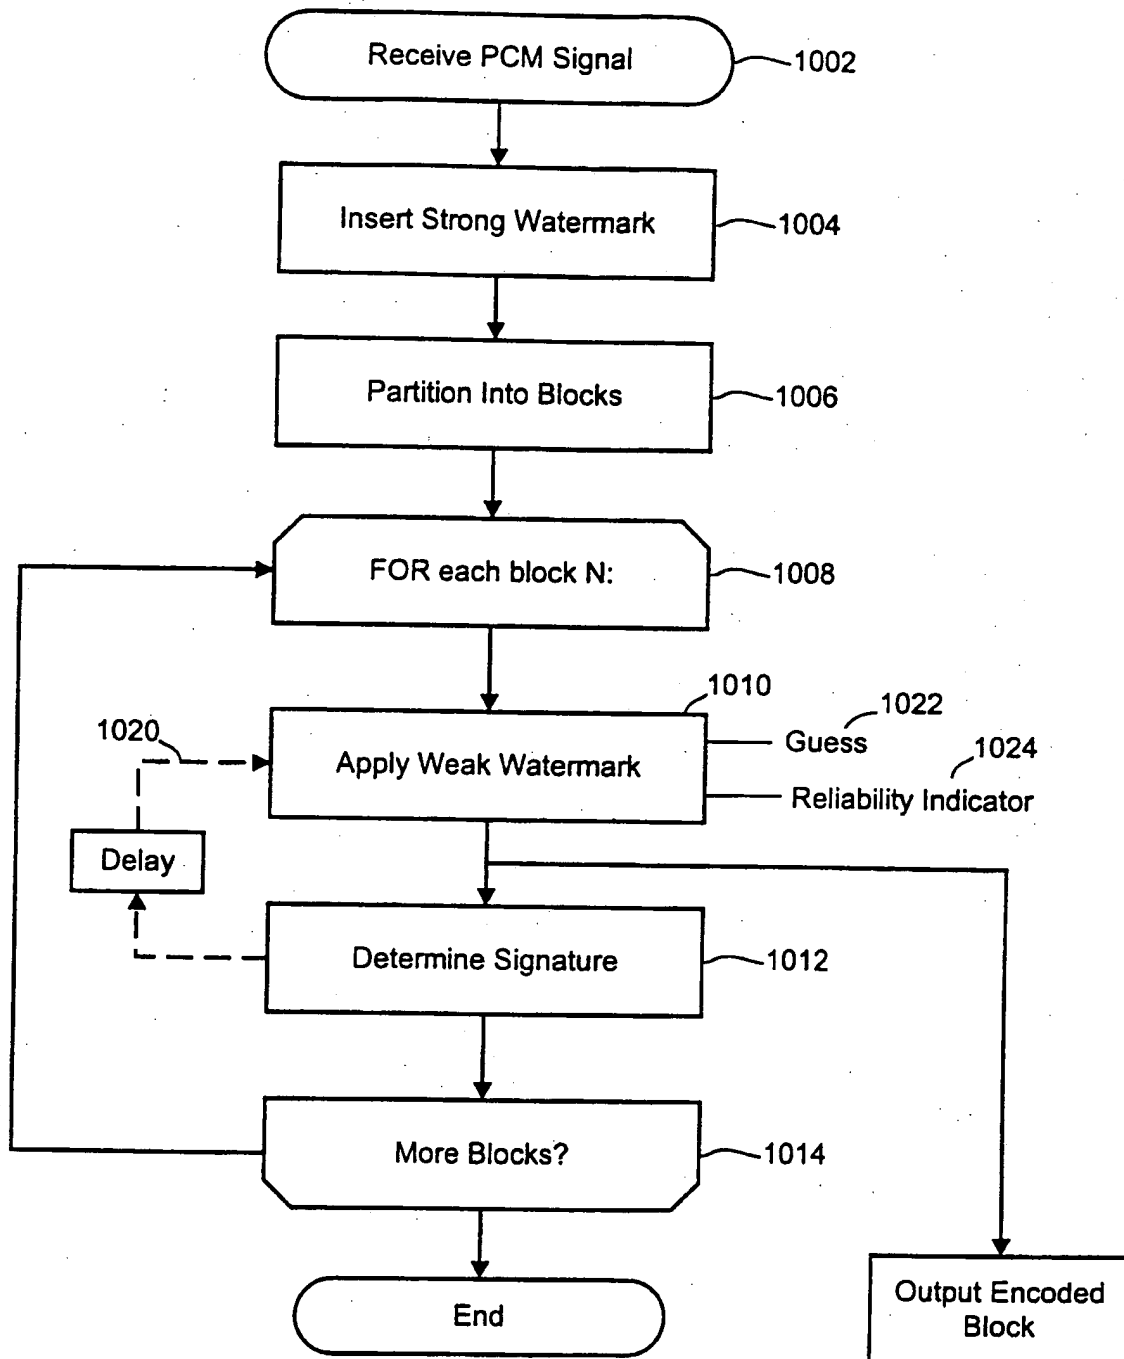 Receive PCM Signal
1002
Insert Strong Watermark
1004
Partition Into Blocks
1006
FOR each block N:
1008
1010
1022
Guess
1020
Apply Weak Watermark
1024
Reliability Indicator
Delay
Determine Signature
1012
More Blocks?
1014
Output Encoded
Block
End